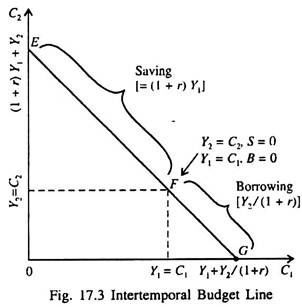 C₂
(1 + r) Y₁ + Y₂
E
Saving
[= (1 + r) Y₁]
Y₂ = C₂, S = 0
Y₁ = C₁, B = 0
F
Borrowing
[Y₂/(1 + r)]
Y₂=C₂
G
0
Y₁ = C₁
Y₁+Y₂/(1+r)
C₁
Fig. 17.3 Intertemporal Budget Line